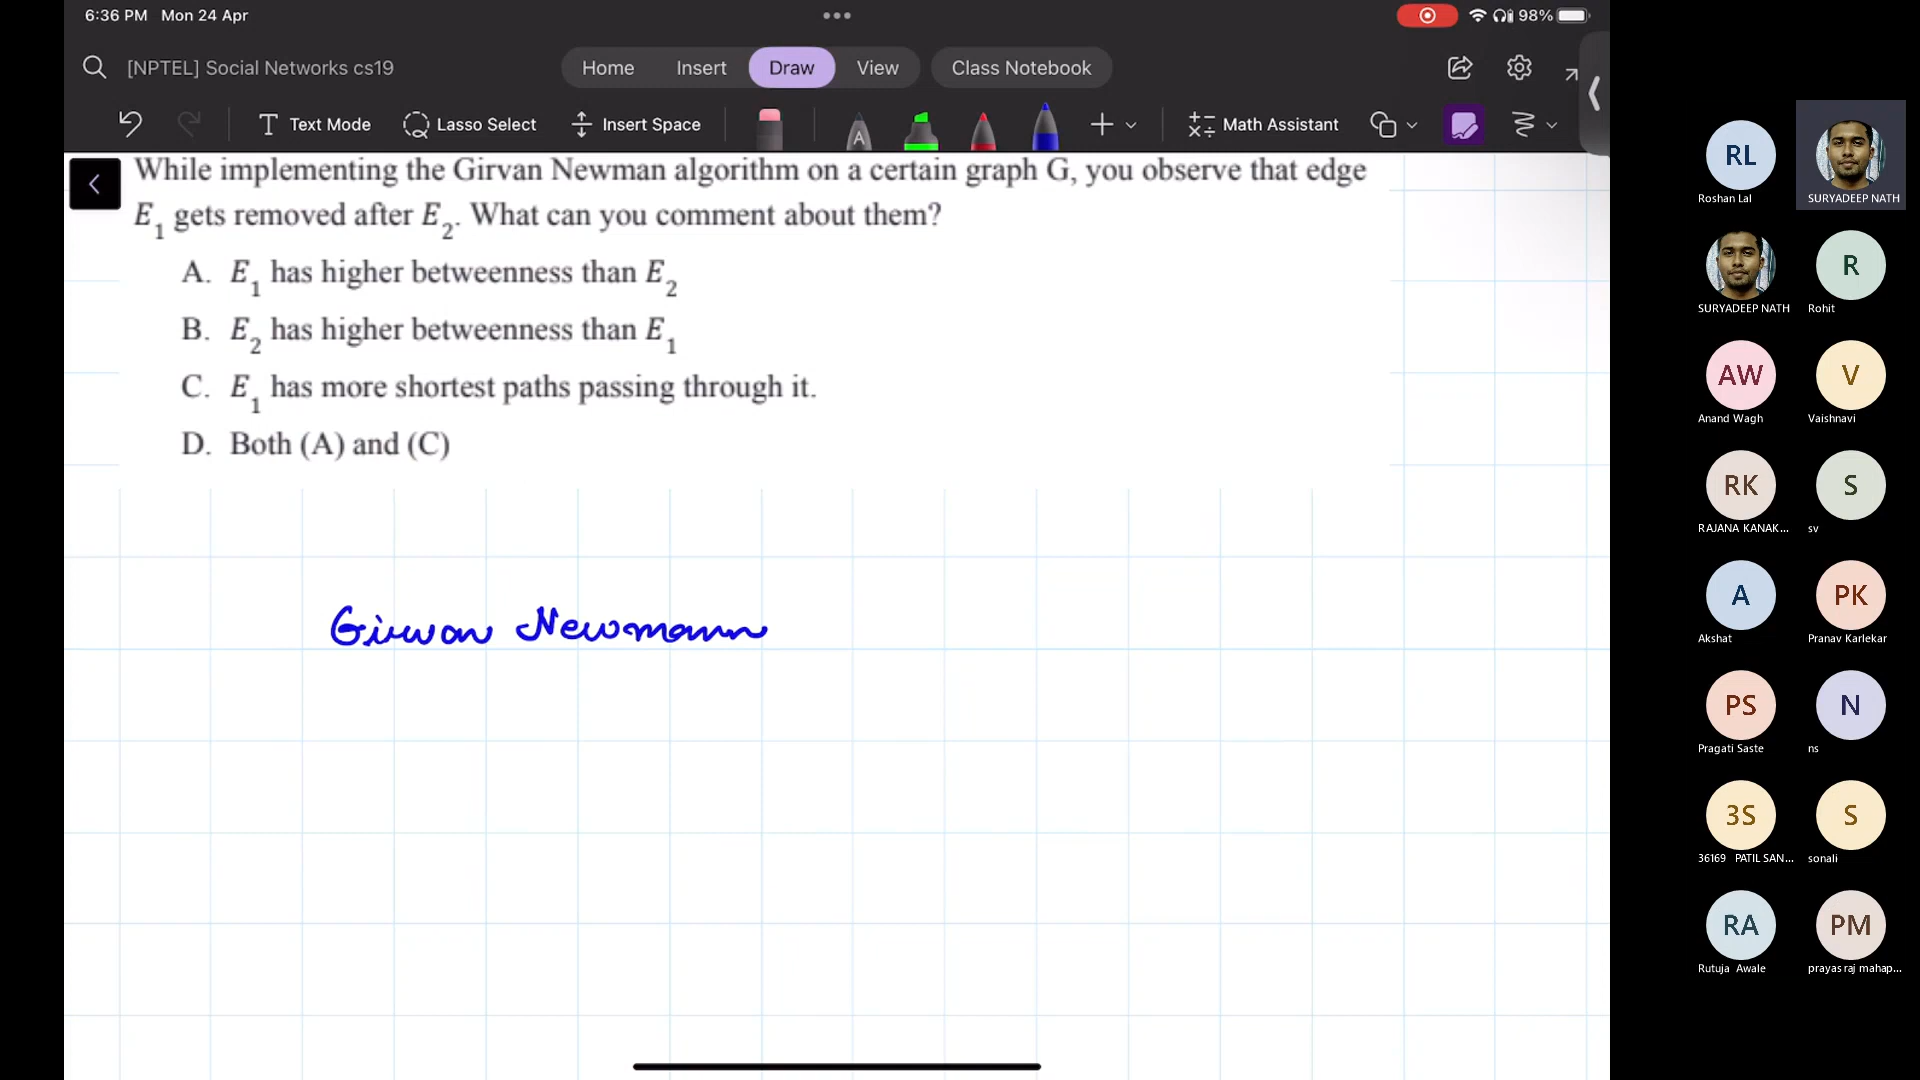 6:36 PM Mon 24 Apr
98%
[NPTEL] Social Networks cs19
Home Insert Draw View Class Notebook
Text Mode Lasso Select Insert Space A Math Assistant
While implementing the Girvan Newman algorithm on a certain graph G, you observe that edge
E1 gets removed after E2. What can you comment about them?
A. E1 has higher betweenness than E2
B. E2 has higher betweenness than E1
C. E1 has more shortest paths passing through it.
D. Both (A) and (C)
Girvan Newmann
RL
Roshan Lal SURYADEEP NATH
R
SURYADEEP NATH Rohit
AW V
Anand Wagh Vaishnavi
RK S
RAJANA KANAK... sv
A PK
Akshat Pranav Karlekar
PS N
Pragati Saste ns
3S S
36169 PATIL SAN... sonali
RA PM
Rutuja Awale prayas raj mahap...